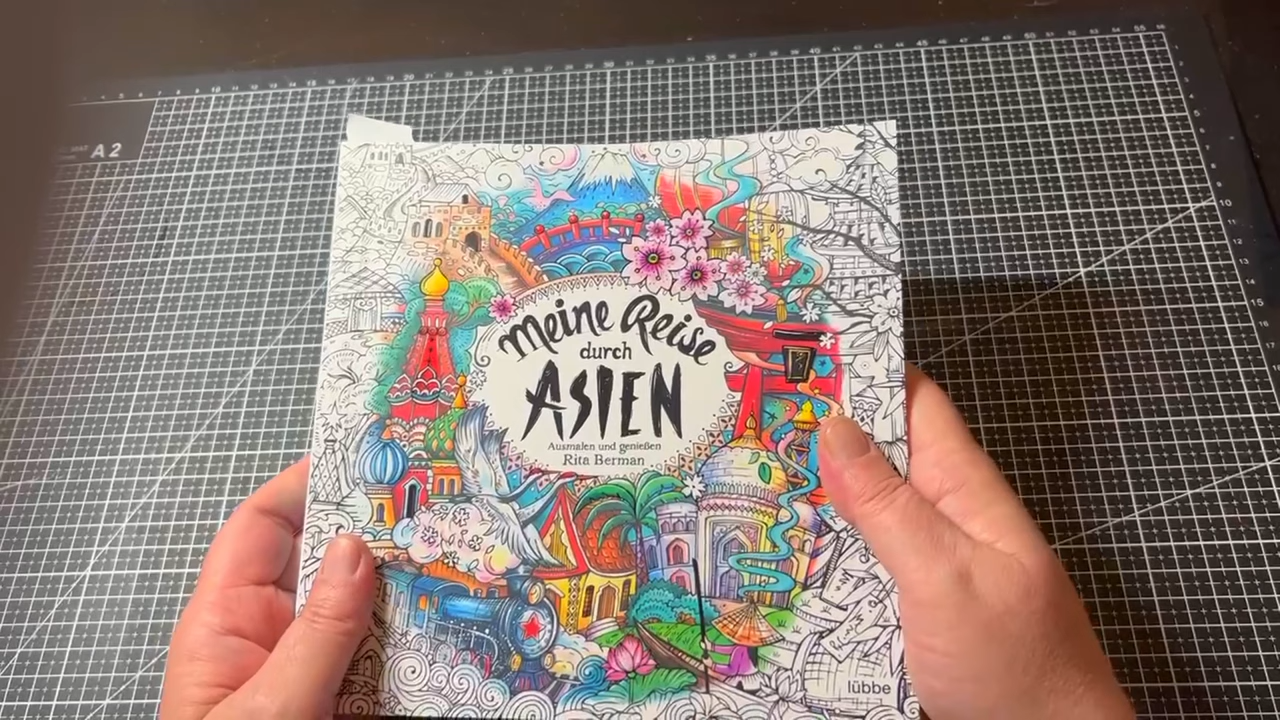 A2
Meine Reise
durch
ASIEN
Ausmalen und genießen
Rita Berman
lübbe